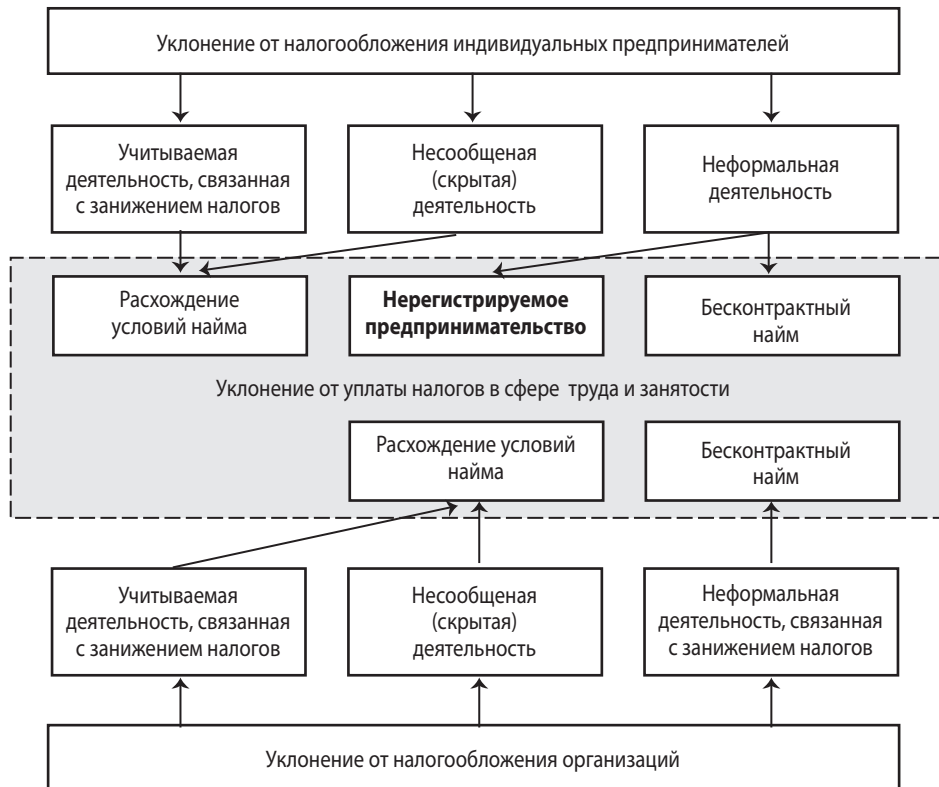 Уклонение от налогообложения индивидуальных предпринимателей
Учитываемая
деятельность, связанная
с занижением налогов
Несообщеная
(скрытая)
деятельность
Неформальная
деятельность
Расхождение
условий найма
Нерегистрируемое
предпринимательство
Бесконтрактный
найм
Уклонение от уплаты налогов в сфере труда и занятости
Расхождение условий
найма
Бесконтрактный
найм
Учитываемая
деятельность, связанная
с занижением налогов
Несообщеная
(скрытая)
деятельность
Неформальная
деятельность, связанная
с занижением налогов
Уклонение от налогообложения организаций